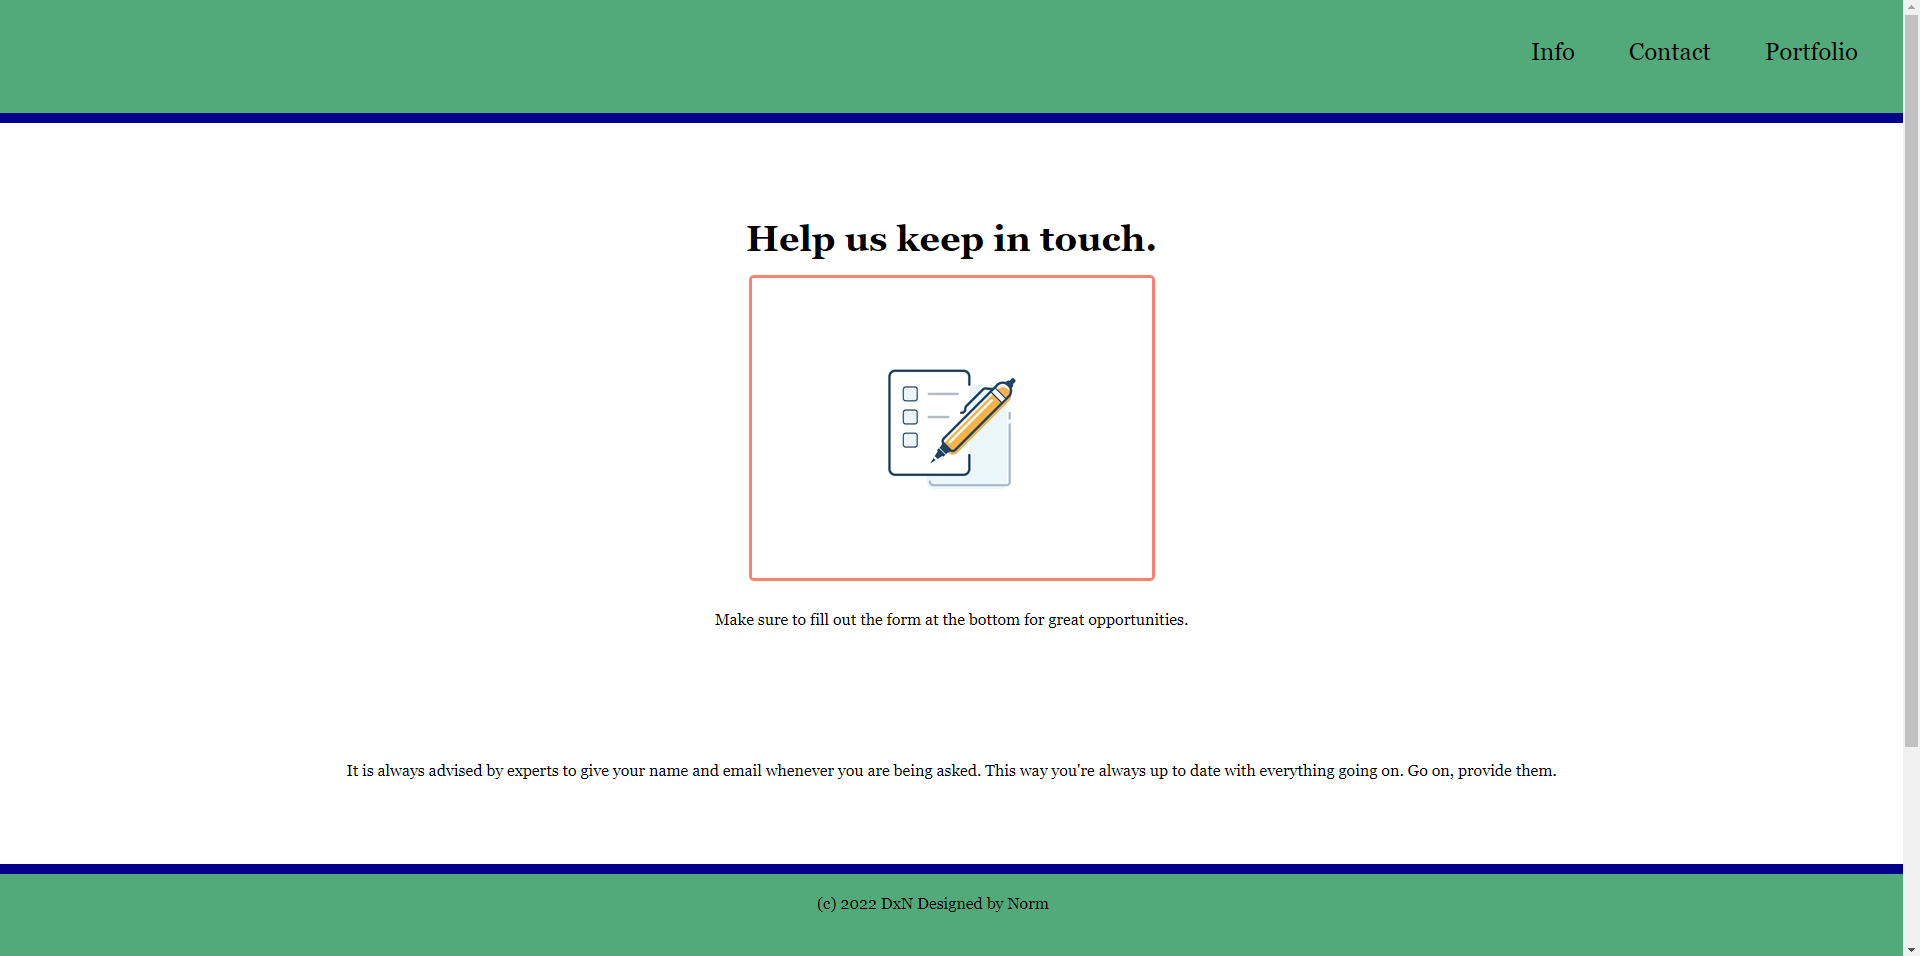 Info Contact Portfolio
Help us keep in touch.
Make sure to fill out the form at the bottom for great opportunities.
It is always advised by experts to give your name and email whenever you are being asked. This way you're always up to date with everything going on. Go on, provide them.
(c) 2022 DxN Designed by Norm